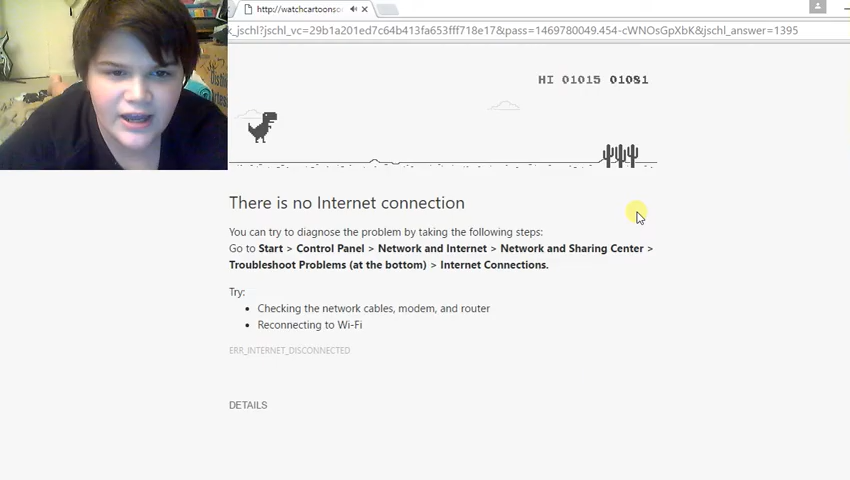 http://watchcartoonso
k_jschl?jschl_vc=29b1a201ed7c64b413fa653fff718e17&pass=1469780049.454-cWNOsGpXbK&jschl_answer=1395
HI 01015 01081
There is no Internet connection
You can try to diagnose the problem by taking the following steps:
Go to Start > Control Panel > Network and Internet > Network and Sharing Center >
Troubleshoot Problems (at the bottom) > Internet Connections.
Try:
• Checking the network cables, modem, and router
• Reconnecting to Wi-Fi
ERR_INTERNET_DISCONNECTED
DETAILS